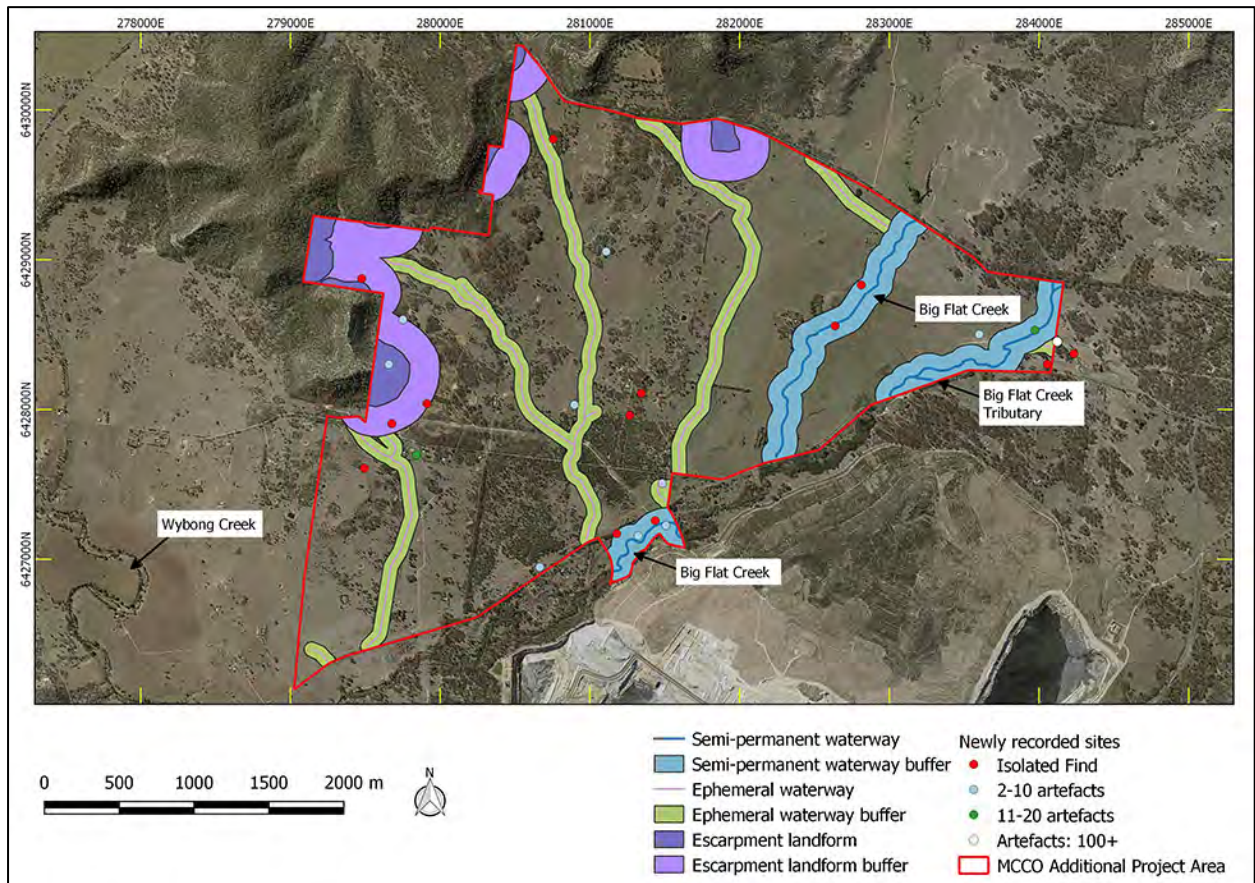 278000E 279000E 280000E 281000E 282000E 283000E 284000E 285000E
6430000N
6429000N
6428000N
6427000N
Big Flat Creek
Big Flat Creek
Tributary
Wybong Creek
Big Flat Creek
Semi-permanent waterway
Semi-permanent waterway buffer
Ephemeral waterway
Ephemeral waterway buffer
Escarpment landform
Escarpment landform buffer
Newly recorded sites
Isolated Find
2-10 artefacts
11-20 artefacts
Artefacts: 100+
MCCO Additional Project Area
0 500 1000 1500 2000 m
N